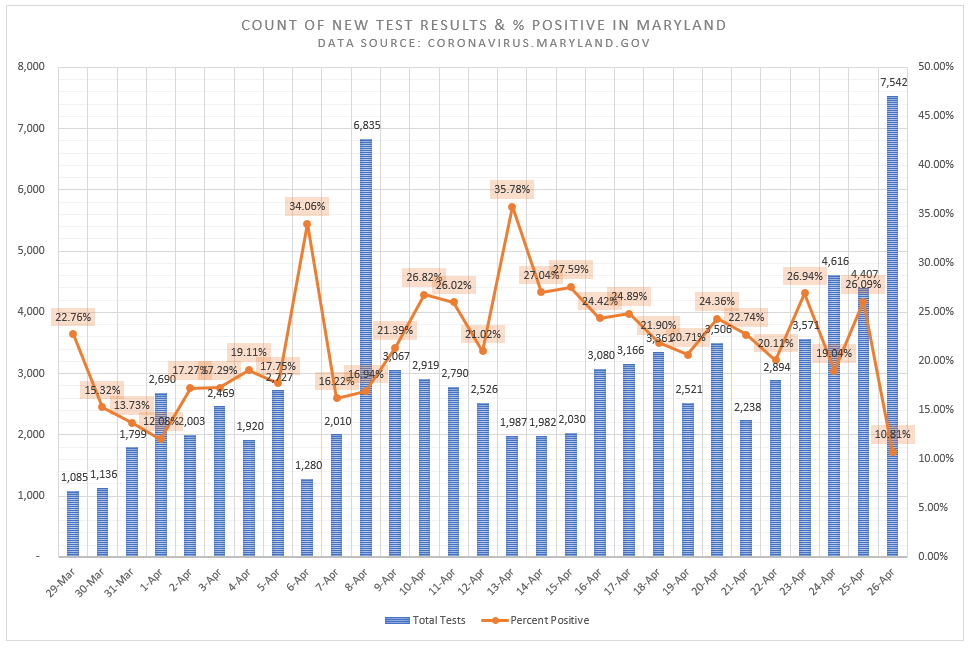 COUNT OF NEW TEST RESULTS & % POSITIVE IN MARYLAND
DATA SOURCE: CORONAVIRUS.MARYLAND.GOV
8,000
7,000
6,000
5,000
4,000
3,000
2,000
1,000
-
50.00%
45.00%
40.00%
35.00%
30.00%
25.00%
20.00%
15.00%
10.00%
5.00%
0.00%
1,085
1,136
1,799
2,690
2,003
2,469
1,920
2,727
1,280
2,010
6,835
3,067
2,919
2,790
2,526
1,987
1,982
2,030
3,080
3,166
3,361
2,521
3,506
2,238
2,894
3,571
4,616
4,407
7,542
22.76%
15.32%
13.73%
12.08%
17.27%
17.29%
19.11%
17.75%
34.06%
16.22%
16.94%
21.39%
26.82%
26.02%
21.02%
35.78%
27.04%
27.59%
24.42%
24.89%
21.90%
20.71%
24.36%
22.74%
20.11%
26.94%
19.04%
26.09%
10.81%
29-Mar
30-Mar
31-Mar
1-Apr
2-Apr
3-Apr
4-Apr
5-Apr
6-Apr
7-Apr
8-Apr
9-Apr
10-Apr
11-Apr
12-Apr
13-Apr
14-Apr
15-Apr
16-Apr
17-Apr
18-Apr
19-Apr
20-Apr
21-Apr
22-Apr
23-Apr
24-Apr
25-Apr
26-Apr
Total Tests
Percent Positive